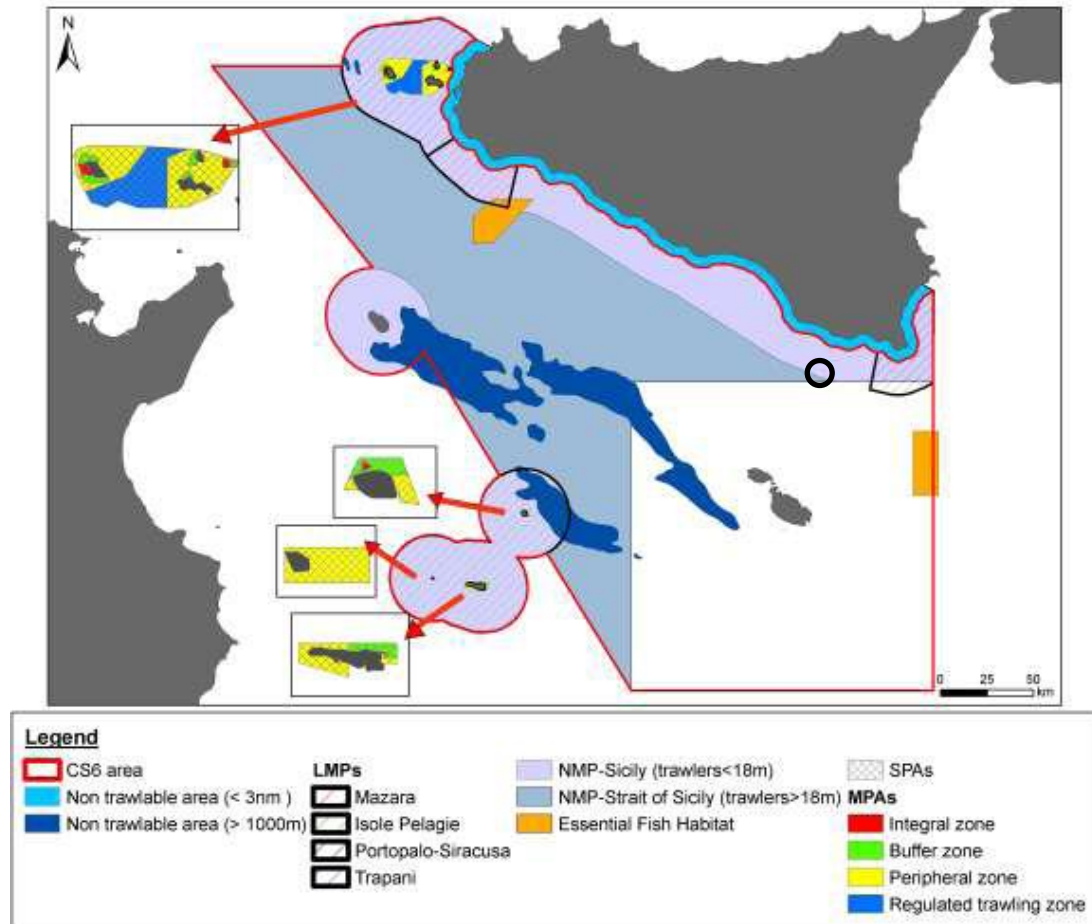 N
0 25 50
km
Legend
CS6 area
Non trawlable area (< 3nm )
Non trawlable area (> 1000m)
LMPs
Mazara
Isole Pelagie
Portopalo-Siracusa
Trapani
NMP-Sicily (trawlers<18m)
NMP-Strait of Sicily (trawlers>18m)
Essential Fish Habitat
SPAs
MPAs
Integral zone
Buffer zone
Peripheral zone
Regulated trawling zone